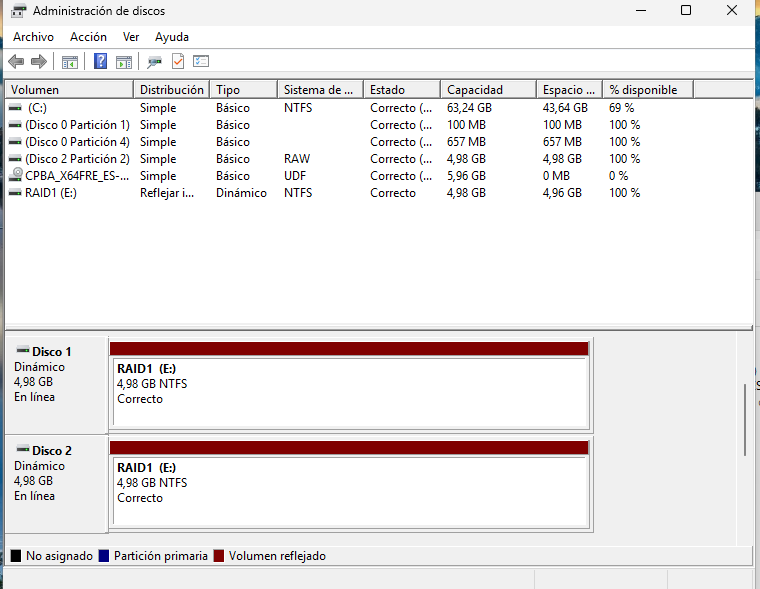 Administración de discos
Archivo Acción Ver Ayuda
Volumen Distribución Tipo Sistema de ... Estado Capacidad Espacio ... % disponible
(C:) Simple Básico NTFS Correcto (... 63,24 GB 43,64 GB 69 %
(Disco 0 Partición 1) Simple Básico Correcto (... 100 MB 100 MB 100 %
(Disco 0 Partición 4) Simple Básico Correcto (... 657 MB 657 MB 100 %
(Disco 2 Partición 2) Simple Básico RAW Correcto (... 4,98 GB 4,98 GB 100 %
CPBA_X64FRE_ES-... Simple Básico UDF Correcto (... 5,96 GB 0 MB 0 %
RAID1 (E:) Reflejar i... Dinámico NTFS Correcto 4,98 GB 4,96 GB 100 %
Disco 1
Dinámico
4,98 GB
En línea
RAID1 (E:)
4,98 GB NTFS
Correcto
Disco 2
Dinámico
4,98 GB
En línea
RAID1 (E:)
4,98 GB NTFS
Correcto
No asignado Partición primaria Volumen reflejado